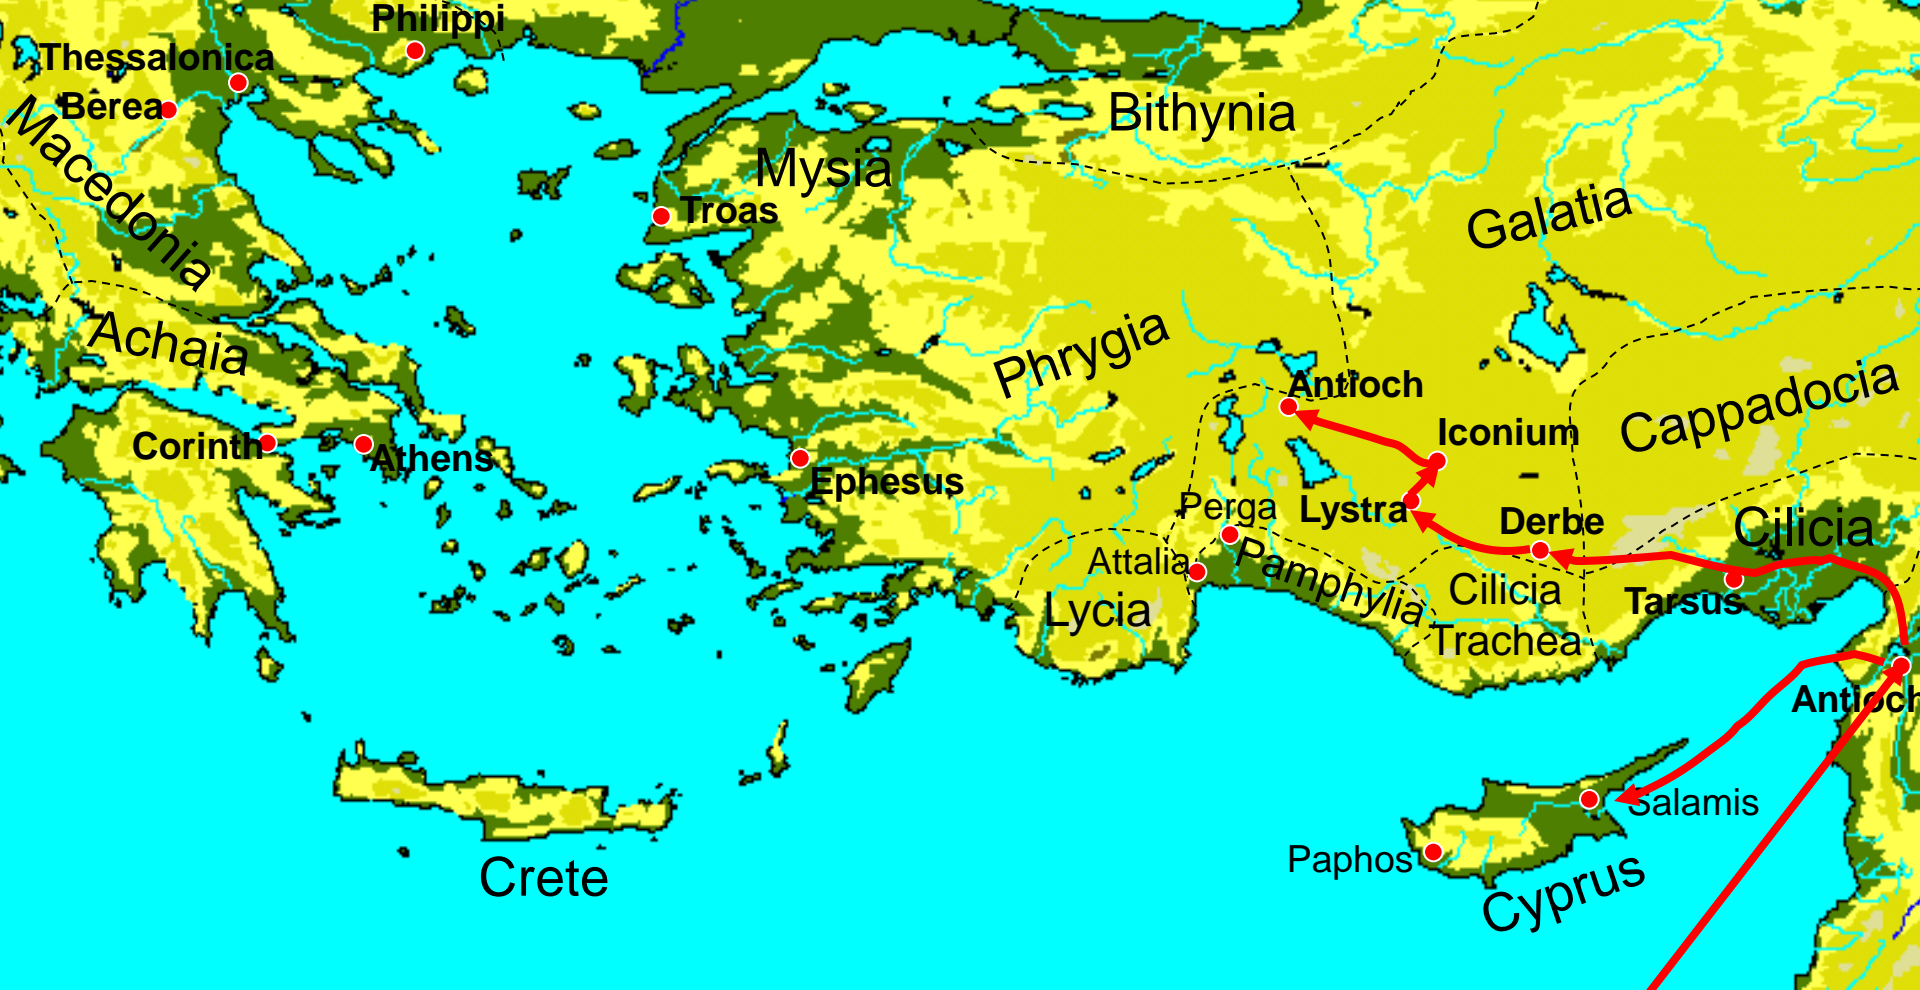 Philippi
Thessalonica
Berea
Macedonia
Bithynia
Mysia
Troas
Galatia
Achaia
Phrygia
Antioch
Cappadocia
Corinth
Athens
Iconium
Ephesus
Perga
Lystra
Derbe
Cilicia
Attalia
Pamphylia
Lycia
Cilicia
Trachea
Tarsus
Antioch
Salamis
Paphos
Cyprus
Crete